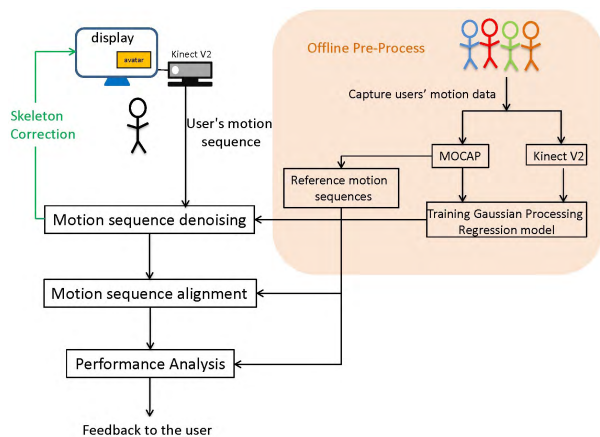 display
avatar
Kinect V2
Offline Pre-Process
Capture users' motion data
Skeleton
Correction
User's motion
sequence
MOCAP
Kinect V2
Reference motion
sequences
Training Gaussian Processing
Regression model
Motion sequence denoising
Motion sequence alignment
Performance Analysis
Feedback to the user